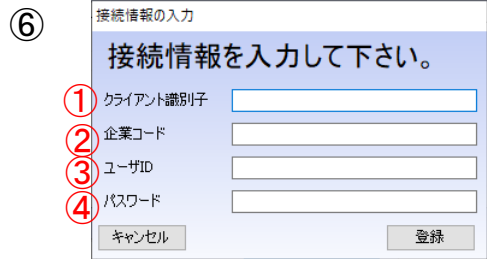 ⑥
接続情報の入力
接続情報を入力して下さい。
① クライアント識別子
② 企業コード
③ ユーザID
④ パスワード
キャンセル 登録